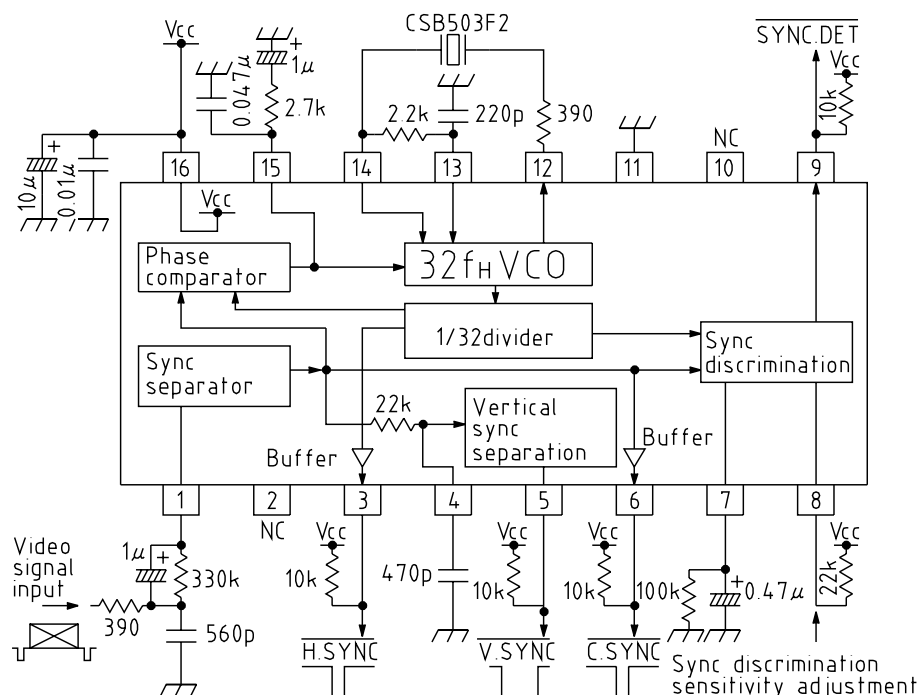 CSB503F2
SYNC.DET
Vcc
1μ
0.047μ
2.7k
2.2k
220p
390
Vcc
10k
NC
10μ
0.01μ
16
15
14
13
12
11
10
9
Vcc
Phase
comparator
32fH VCO
1/32divider
Sync
discrimination
Sync
separator
22k
Vertical
sync
separation
Buffer
Buffer
1
2
3
4
5
6
7
8
NC
Video
signal
input
1μ
330k
390
560p
Vcc
10k
470p
Vcc
10k
Vcc
10k
100k
0.47μ
Vcc
22k
H.SYNC
V.SYNC
C.SYNC
Sync discrimination
sensitivity adjustment